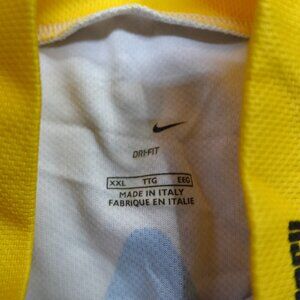 DRI-FIT
XXL TTG EEG
MADE IN ITALY
FABRIQUE EN ITALIE